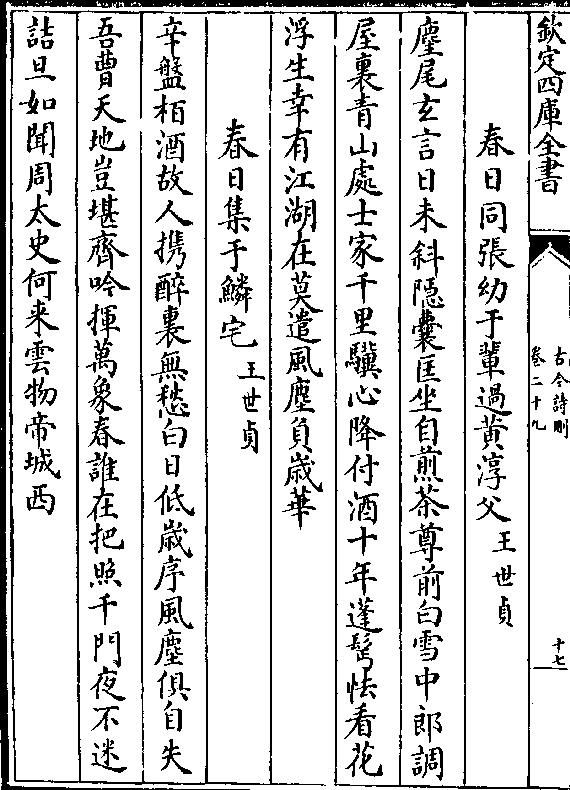 欽定四庫全書
古今詩刪
卷二十九
十七
春日同張幼于輩過黃淳父 王世貞
麈尾玄言日未斜隱囊匡坐自煎茶尊前白雪中郎調
屋裏青山處士家千里驥心降付酒十年蓬鬢怯看花
浮生幸有江湖在莫遣風塵負歲華
春日集于鱗宅 王世貞
辛盤栢酒故人携醉裏無愁白日低歲序風塵俱自失
吾曹天地豈堪齊吟揮萬象春誰在把照千門夜不迷
詰旦如聞周太史何来雲物帝城西